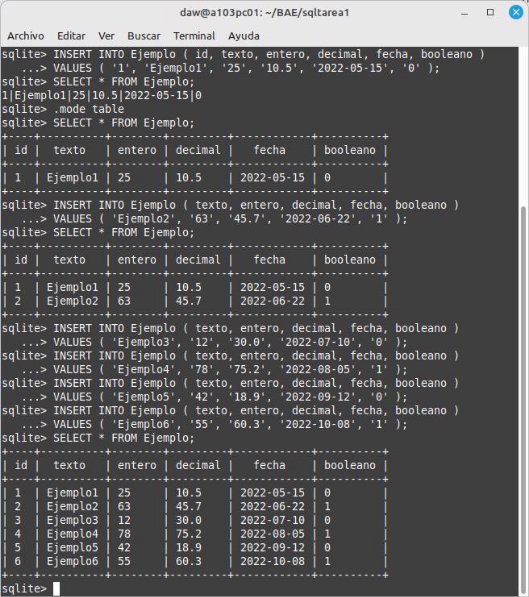 daw@a103pc01: ~/BAE/sqltarea1
Archivo Editar Ver Buscar Terminal Ayuda
sqlite> INSERT INTO Ejemplo ( id, texto, entero, decimal, fecha, booleano )
   ...> VALUES ( '1', 'Ejemplo1', '25', '10.5', '2022-05-15', '0' );
sqlite> SELECT * FROM Ejemplo;
1|Ejemplo1|25|10.5|2022-05-15|0
sqlite> .mode table
sqlite> SELECT * FROM Ejemplo;
+----+----------+--------+---------+------------+----------+
| id |  texto   | entero | decimal |   fecha    | booleano |
+----+----------+--------+---------+------------+----------+
| 1  | Ejemplo1 | 25     | 10.5    | 2022-05-15 | 0        |
+----+----------+--------+---------+------------+----------+
sqlite> INSERT INTO Ejemplo ( texto, entero, decimal, fecha, booleano )
   ...> VALUES ( 'Ejemplo2', '63', '45.7', '2022-06-22', '1' );
sqlite> SELECT * FROM Ejemplo;
+----+----------+--------+---------+------------+----------+
| id |  texto   | entero | decimal |   fecha    | booleano |
+----+----------+--------+---------+------------+----------+
| 1  | Ejemplo1 | 25     | 10.5    | 2022-05-15 | 0        |
| 2  | Ejemplo2 | 63     | 45.7    | 2022-06-22 | 1        |
+----+----------+--------+---------+------------+----------+
sqlite> INSERT INTO Ejemplo ( texto, entero, decimal, fecha, booleano )
   ...> VALUES ( 'Ejemplo3', '12', '30.0', '2022-07-10', '0' );
sqlite> INSERT INTO Ejemplo ( texto, entero, decimal, fecha, booleano )
   ...> VALUES ( 'Ejemplo4', '78', '75.2', '2022-08-05', '1' );
sqlite> INSERT INTO Ejemplo ( texto, entero, decimal, fecha, booleano )
   ...> VALUES ( 'Ejemplo5', '42', '18.9', '2022-09-12', '0' );
sqlite> INSERT INTO Ejemplo ( texto, entero, decimal, fecha, booleano )
   ...> VALUES ( 'Ejemplo6', '55', '60.3', '2022-10-08', '1' );
sqlite> SELECT * FROM Ejemplo;
+----+----------+--------+---------+------------+----------+
| id |  texto   | entero | decimal |   fecha    | booleano |
+----+----------+--------+---------+------------+----------+
| 1  | Ejemplo1 | 25     | 10.5    | 2022-05-15 | 0        |
| 2  | Ejemplo2 | 63     | 45.7    | 2022-06-22 | 1        |
| 3  | Ejemplo3 | 12     | 30.0    | 2022-07-10 | 0        |
| 4  | Ejemplo4 | 78     | 75.2    | 2022-08-05 | 1        |
| 5  | Ejemplo5 | 42     | 18.9    | 2022-09-12 | 0        |
| 6  | Ejemplo6 | 55     | 60.3    | 2022-10-08 | 1        |
+----+----------+--------+---------+------------+----------+
sqlite>